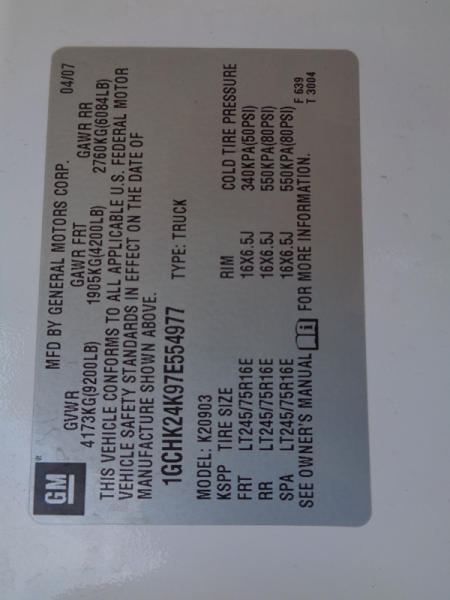 GM
MFD BY GENERAL MOTORS CORP. 04/07
GVWR GAWR FRT GAWR RR
4173KG(9200LB) 1905KG(4200LB) 2760KG(6084LB)
THIS VEHICLE CONFORMS TO ALL APPLICABLE U.S. FEDERAL MOTOR
VEHICLE SAFETY STANDARDS IN EFFECT ON THE DATE OF
MANUFACTURE SHOWN ABOVE.
1GCHK24K97E554977 TYPE: TRUCK
MODEL: K20903
KSPP TIRE SIZE RIM COLD TIRE PRESSURE
FRT LT245/75R16E 16X6.5J 340KPA(50PSI)
RR LT245/75R16E 16X6.5J 550KPA(80PSI)
SPA LT245/75R16E 16X6.5J 550KPA(80PSI)
SEE OWNER'S MANUAL FOR MORE INFORMATION.
F 639
T 3004